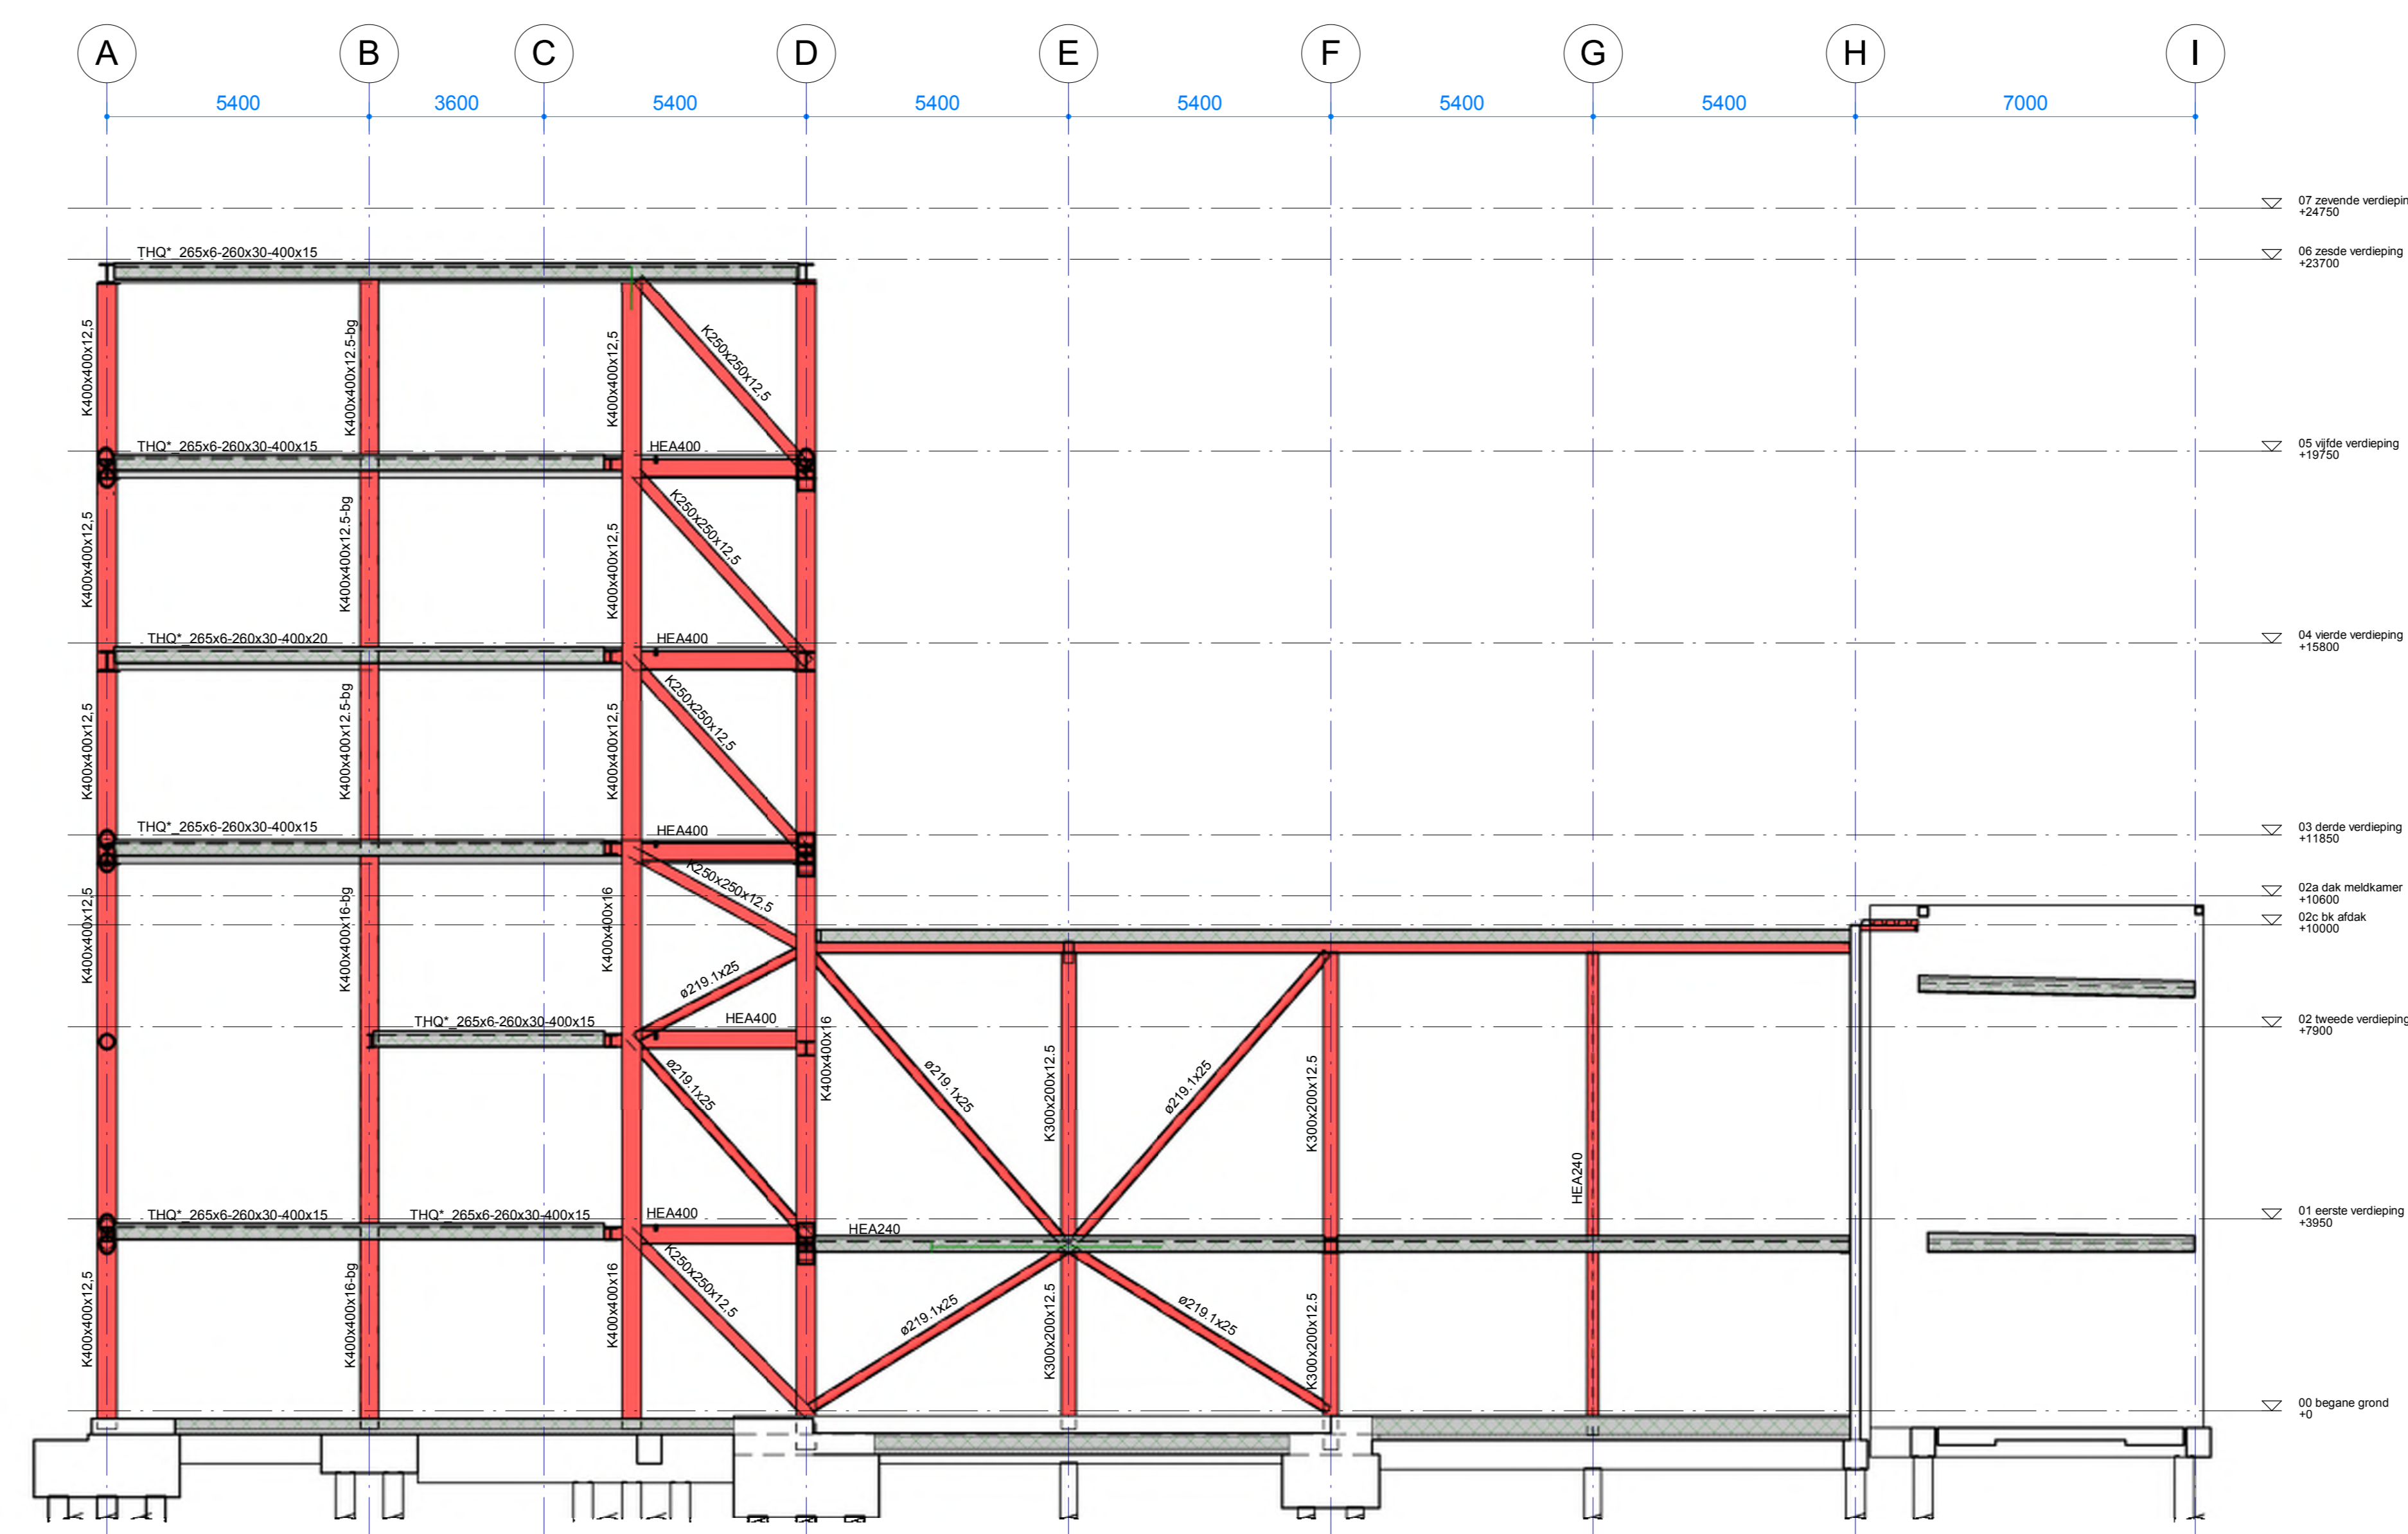 A B C D E F G H I
5400 3600 5400 5400 5400 5400 5400 7000
07 zevende verdiepin
+24750
THQ*_265x6-260x30-400x15
06 zesde verdieping
+23700
K400x400x12,5
K400x400x12.5-bg
K400x400x12,5
K250x250x12,5
THQ*_265x6-260x30-400x15
HEA400
05 vijfde verdieping
+19750
K400x400x12,5
K400x400x12.5-bg
K400x400x12,5
K250x250x12,5
THQ*_265x6-260x30-400x20
HEA400
04 vierde verdieping
+15800
K400x400x12,5
K400x400x12.5-bg
K400x400x12,5
K250x250x12,5
THQ*_265x6-260x30-400x15
HEA400
03 derde verdieping
+11850
K250x250x12,5
02a dak meldkamer
+10600
02c bk afdak
+10000
K400x400x12,5
K400x400x16-bg
K400x400x16
ø219.1x25
THQ*_265x6-260x30-400x15
HEA400
02 tweede verdieping
+7900
ø219.1x25
K400x400x16
ø219.1x25
K300x200x12.5
ø219.1x25
K300x200x12.5
HEA240
THQ*_265x6-260x30-400x15
THQ*_265x6-260x30-400x15
HEA400
HEA240
01 eerste verdieping
+3950
K400x400x12,5
K400x400x16-bg
K400x400x16
K250x250x12,5
ø219.1x25
K300x200x12.5
ø219.1x25
K300x200x12.5
00 begane grond
+0